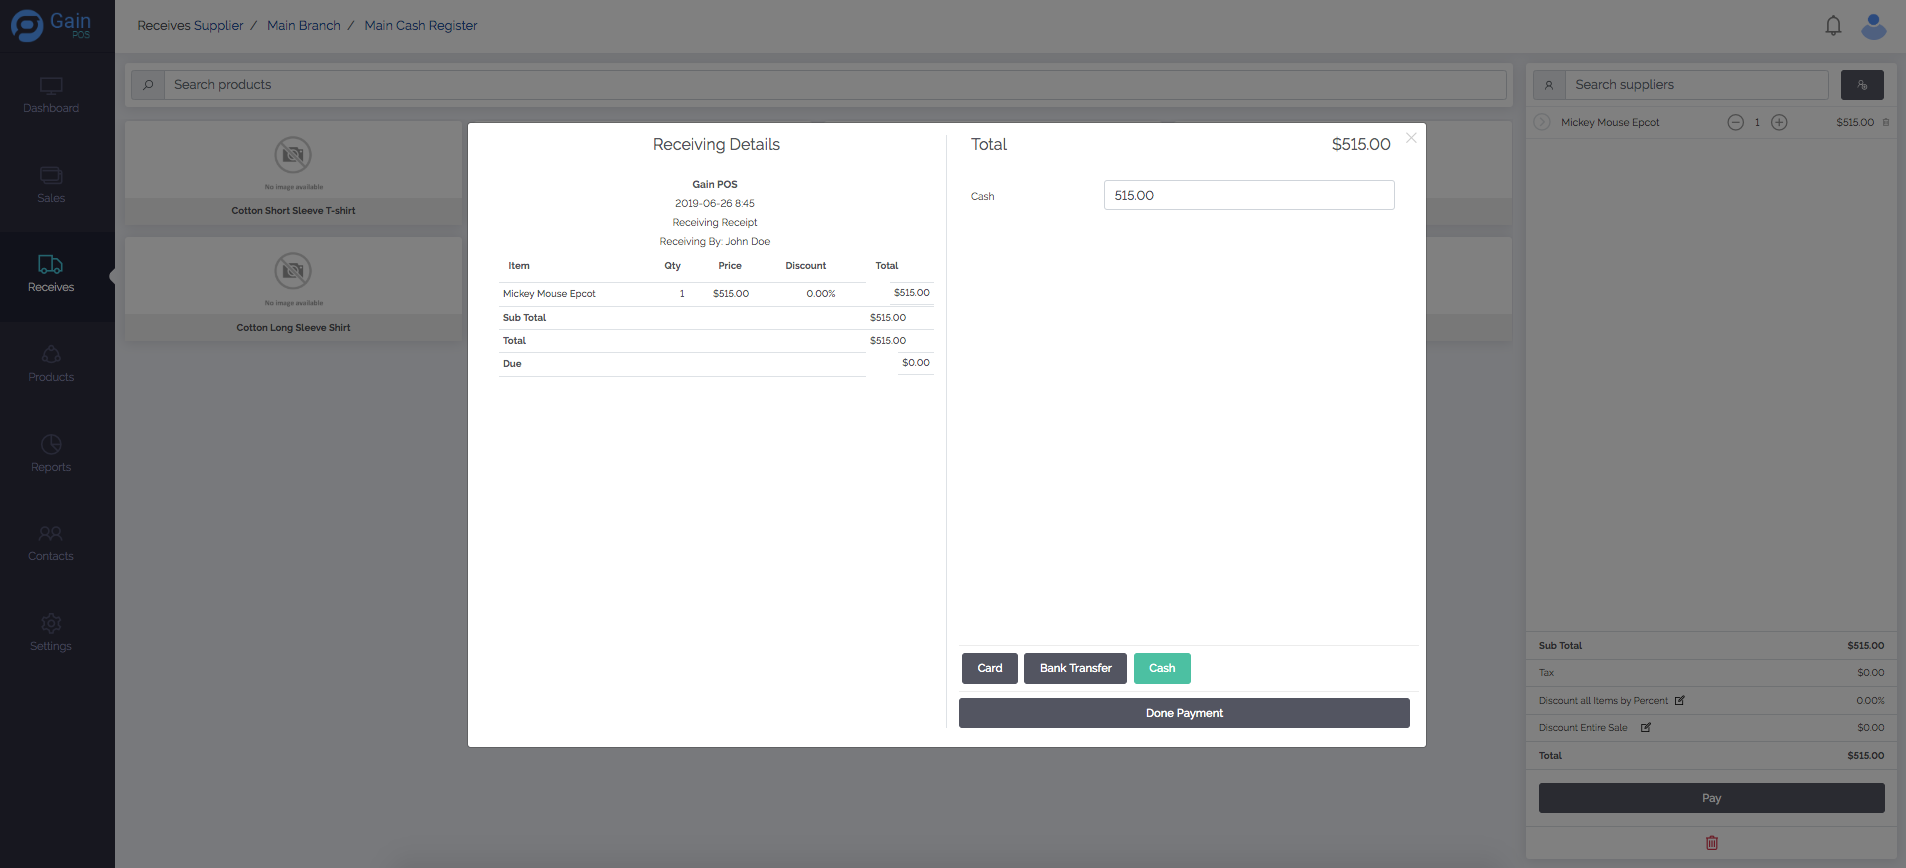 Gain
POS
Receives Supplier / Main Branch / Main Cash Register
Dashboard
Sales
Receives
Products
Reports
Contacts
Settings
Search products
No image available
Cotton Short Sleeve T-shirt
No image available
Cotton Long Sleeve Shirt
Receiving Details
Gain POS
2019-06-26 8:45
Receiving Receipt
Receiving By: John Doe
Item Qty Price Discount Total
Mickey Mouse Epcot 1 $515.00 0.00% $515.00
Sub Total $515.00
Total $515.00
Due $0.00
Total $515.00
Cash 515.00
Card Bank Transfer Cash
Done Payment
Search suppliers
Mickey Mouse Epcot 1 $515.00
Sub Total $515.00
Tax $0.00
Discount all Items by Percent 0.00%
Discount Entire Sale $0.00
Total $515.00
Pay